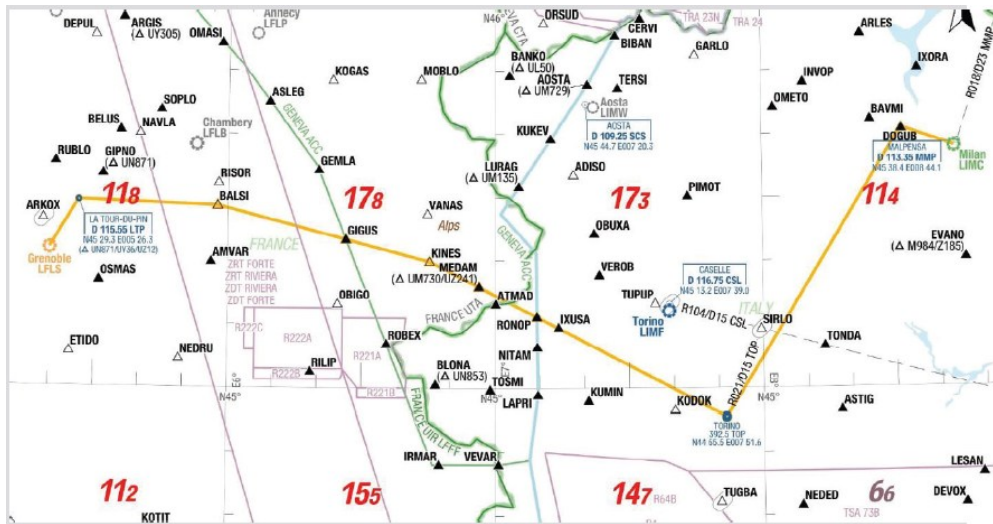 DEPUL
ARGIS
(△ UY305)
Annecy
LFLP
OMASI
N46°
GENEVA CTA
ORSUD
TRA 23N
TRA 24
CERVI
BIBAN
GARLO
ARLES
IXORA
R018/D23 MMP
BANKO
(△ UL50)
KOGAS
MORLO
AOSTA
(△ UM729)
TERSI
INVOP
OMETO
SOPLO
ASLEG
GENEVA ACC
Aosta
LIMW
BAVMI
BELUS
NAVLA
Chambery
LFLB
AOSTA
D 109.25 SCS
N45 44.7 E007 20.3
DOGUB
MALPENSA
D 113.35 MMP
N45 38.4 E008 44.1
Milan
LIMC
KUKEV
RUBLO
GIPNO
(△ UN871)
GEMLA
LURAG
(△ UM135)
ADISO
118
RISOR
178
173
PIMOT
114
ARKOX
BALSI
LA TOUR-DU-PIN
D 115.55 LTP
N45 29.3 E005 26.3
(△ UN871/UY36/UZ12)
VANAS
Alps
OBUXA
EVANO
(△ M984/Z185)
Grenoble
LFLS
FRANCE
GIGUS
GENEVA ACC
OSMAS
AMVAR
KINES
MEDAM
(△ UM730/UZ241)
VEROB
CASELLE
D 116.75 CSL
N45 13.2 E007 39.0
ZRT FORTE
ZRT RIVIERA
ZDT RIVIERA
ZDT FORTE
OBIGO
ATMAD
TUPUP
ITALY
R222C
FRANCE UTA
RONOP
IXUSA
Torino
LIMF
R104/D15 CSL
SIRLO
ETIDO
NEDRU
R222A
R221A
ROBEX
NITAM
TONDA
R222B
RILIP
R221B
BLONA
(△ UN853)
TOSMI
E7°
LAPRI
KUMIN
KODOK
R021/D15 TOP
E8°
N45°
ASTIG
E6°
N45°
N45°
FRANCE UIR LFFF
TORINO
392.5 TOP
N44 55.5 E007 51.6
IRMAR
VEVAR
LESAN
112
155
147
R64B
TUGBA
NEDED
66
TSA 73B
DEVOX
KOTIT